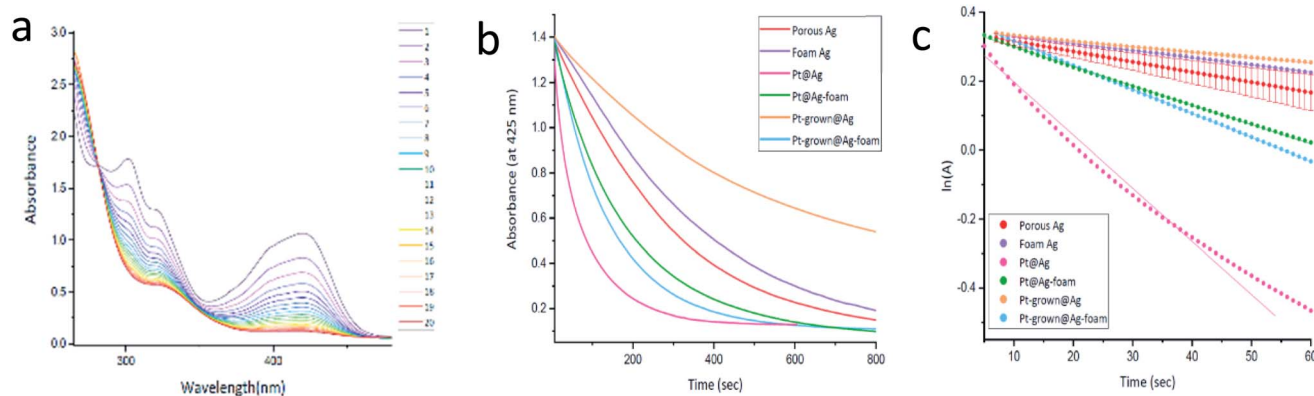 a
3.0
2.5
2.0
1.5
1.0
0.5
0.0
Absorbance
300
400
Wavelength(nm)
1
2
3
4
5
6
7
8
9
10
11
12
13
14
15
16
17
18
19
20
b
1.4
1.2
1.0
0.8
0.6
0.4
0.2
Absorbance (at 425 nm)
200
400
600
800
Time (sec)
Porous Ag
Foam Ag
Pt@Ag
Pt@Ag-foam
Pt-grown@Ag
Pt-grown@Ag-foam
c
0.4
0.2
0.0
-0.2
-0.4
ln(A)
10
20
30
40
50
60
Time (sec)
Porous Ag
Foam Ag
Pt@Ag
Pt@Ag-foam
Pt-grown@Ag
Pt-grown@Ag-foam